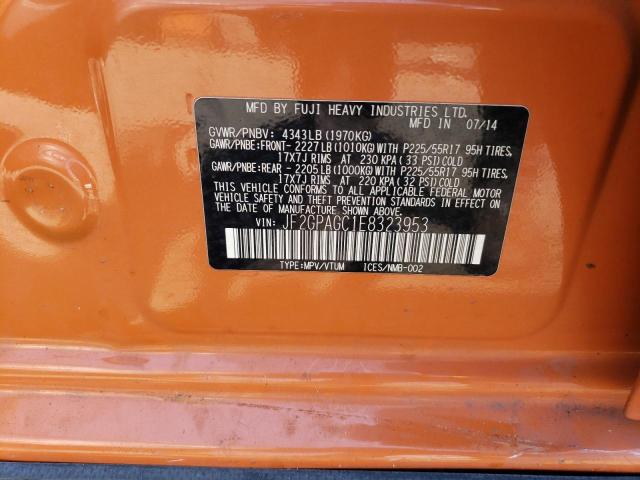 MFD BY FUJI HEAVY INDUSTRIES LTD.
MFD IN 07/14
GVWR/PNBV: 4343LB (1970KG)
GAWR/PNBE:FRONT- 2227LB (1010KG) WITH P225/55R17 95H TIRES,
17X7J RIMS AT 230 KPA (33 PSI) COLD
GAWR/PNBE:REAR - 2205LB (1000KG) WITH P225/55R17 95H TIRES,
17X7J RIMS AT 220 KPA (32 PSI) COLD
THIS VEHICLE CONFORMS TO ALL APPLICABLE FEDERAL MOTOR
VEHICLE SAFETY AND THEFT PREVENTION STANDARDS IN EFFECT
ON THE DATE OF MANUFACTURE SHOWN ABOVE.
VIN: JF2GPAGC1E8323953
TYPE:MPV/VTUM ICES/NMB-002